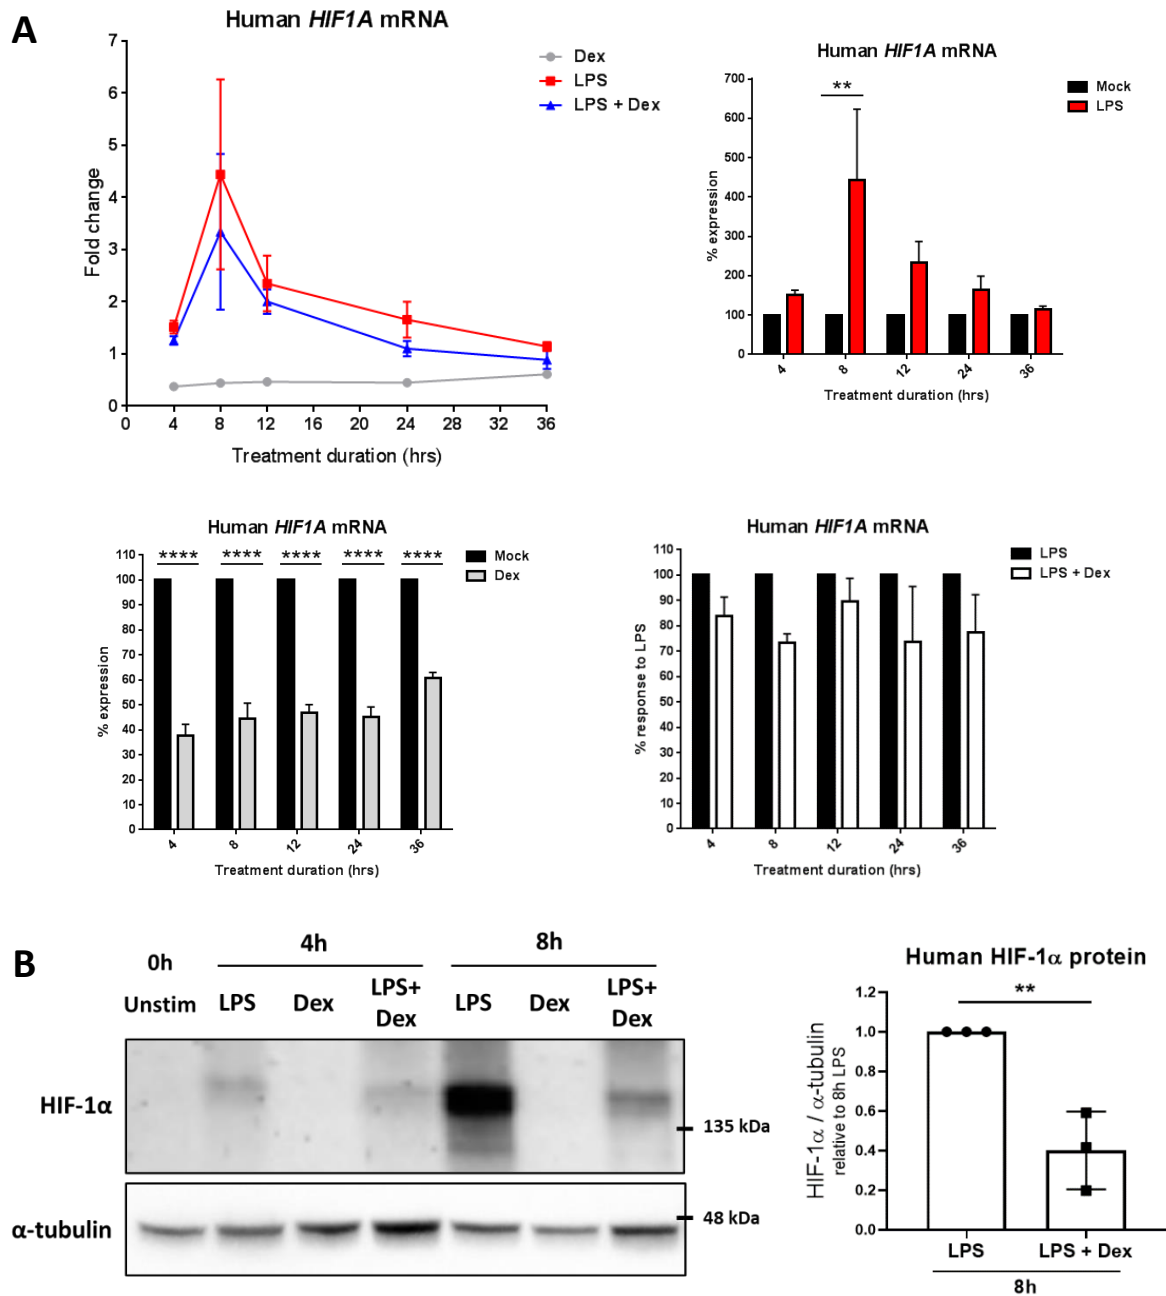 A
Human HIF1A mRNA
7
6
5
4
3
2
1
0
Fold change
0 4 8 12 16 20 24 28 32 36
Treatment duration (hrs)
Dex
LPS
LPS + Dex
Human HIF1A mRNA
700
600
500
400
300
200
100
0
% expression
**
4 8 12 24 36
Treatment duration (hrs)
Mock
LPS
Human HIF1A mRNA
110
100
90
80
70
60
50
40
30
20
10
0
% expression
**** **** **** **** ****
4 8 12 24 36
Treatment duration (hrs)
Mock
Dex
Human HIF1A mRNA
110
100
90
80
70
60
50
40
30
20
10
0
% response to LPS
4 8 12 24 36
Treatment duration (hrs)
LPS
LPS + Dex
B
0h 4h 8h
Unstim LPS Dex LPS+ LPS Dex LPS+
Dex Dex
HIF-1α
135 kDa
α-tubulin
48 kDa
Human HIF-1α protein
1.2
1.0
0.8
0.6
0.4
0.2
0.0
HIF-1α / α-tubulin
relative to 8h LPS
**
LPS LPS + Dex
8h